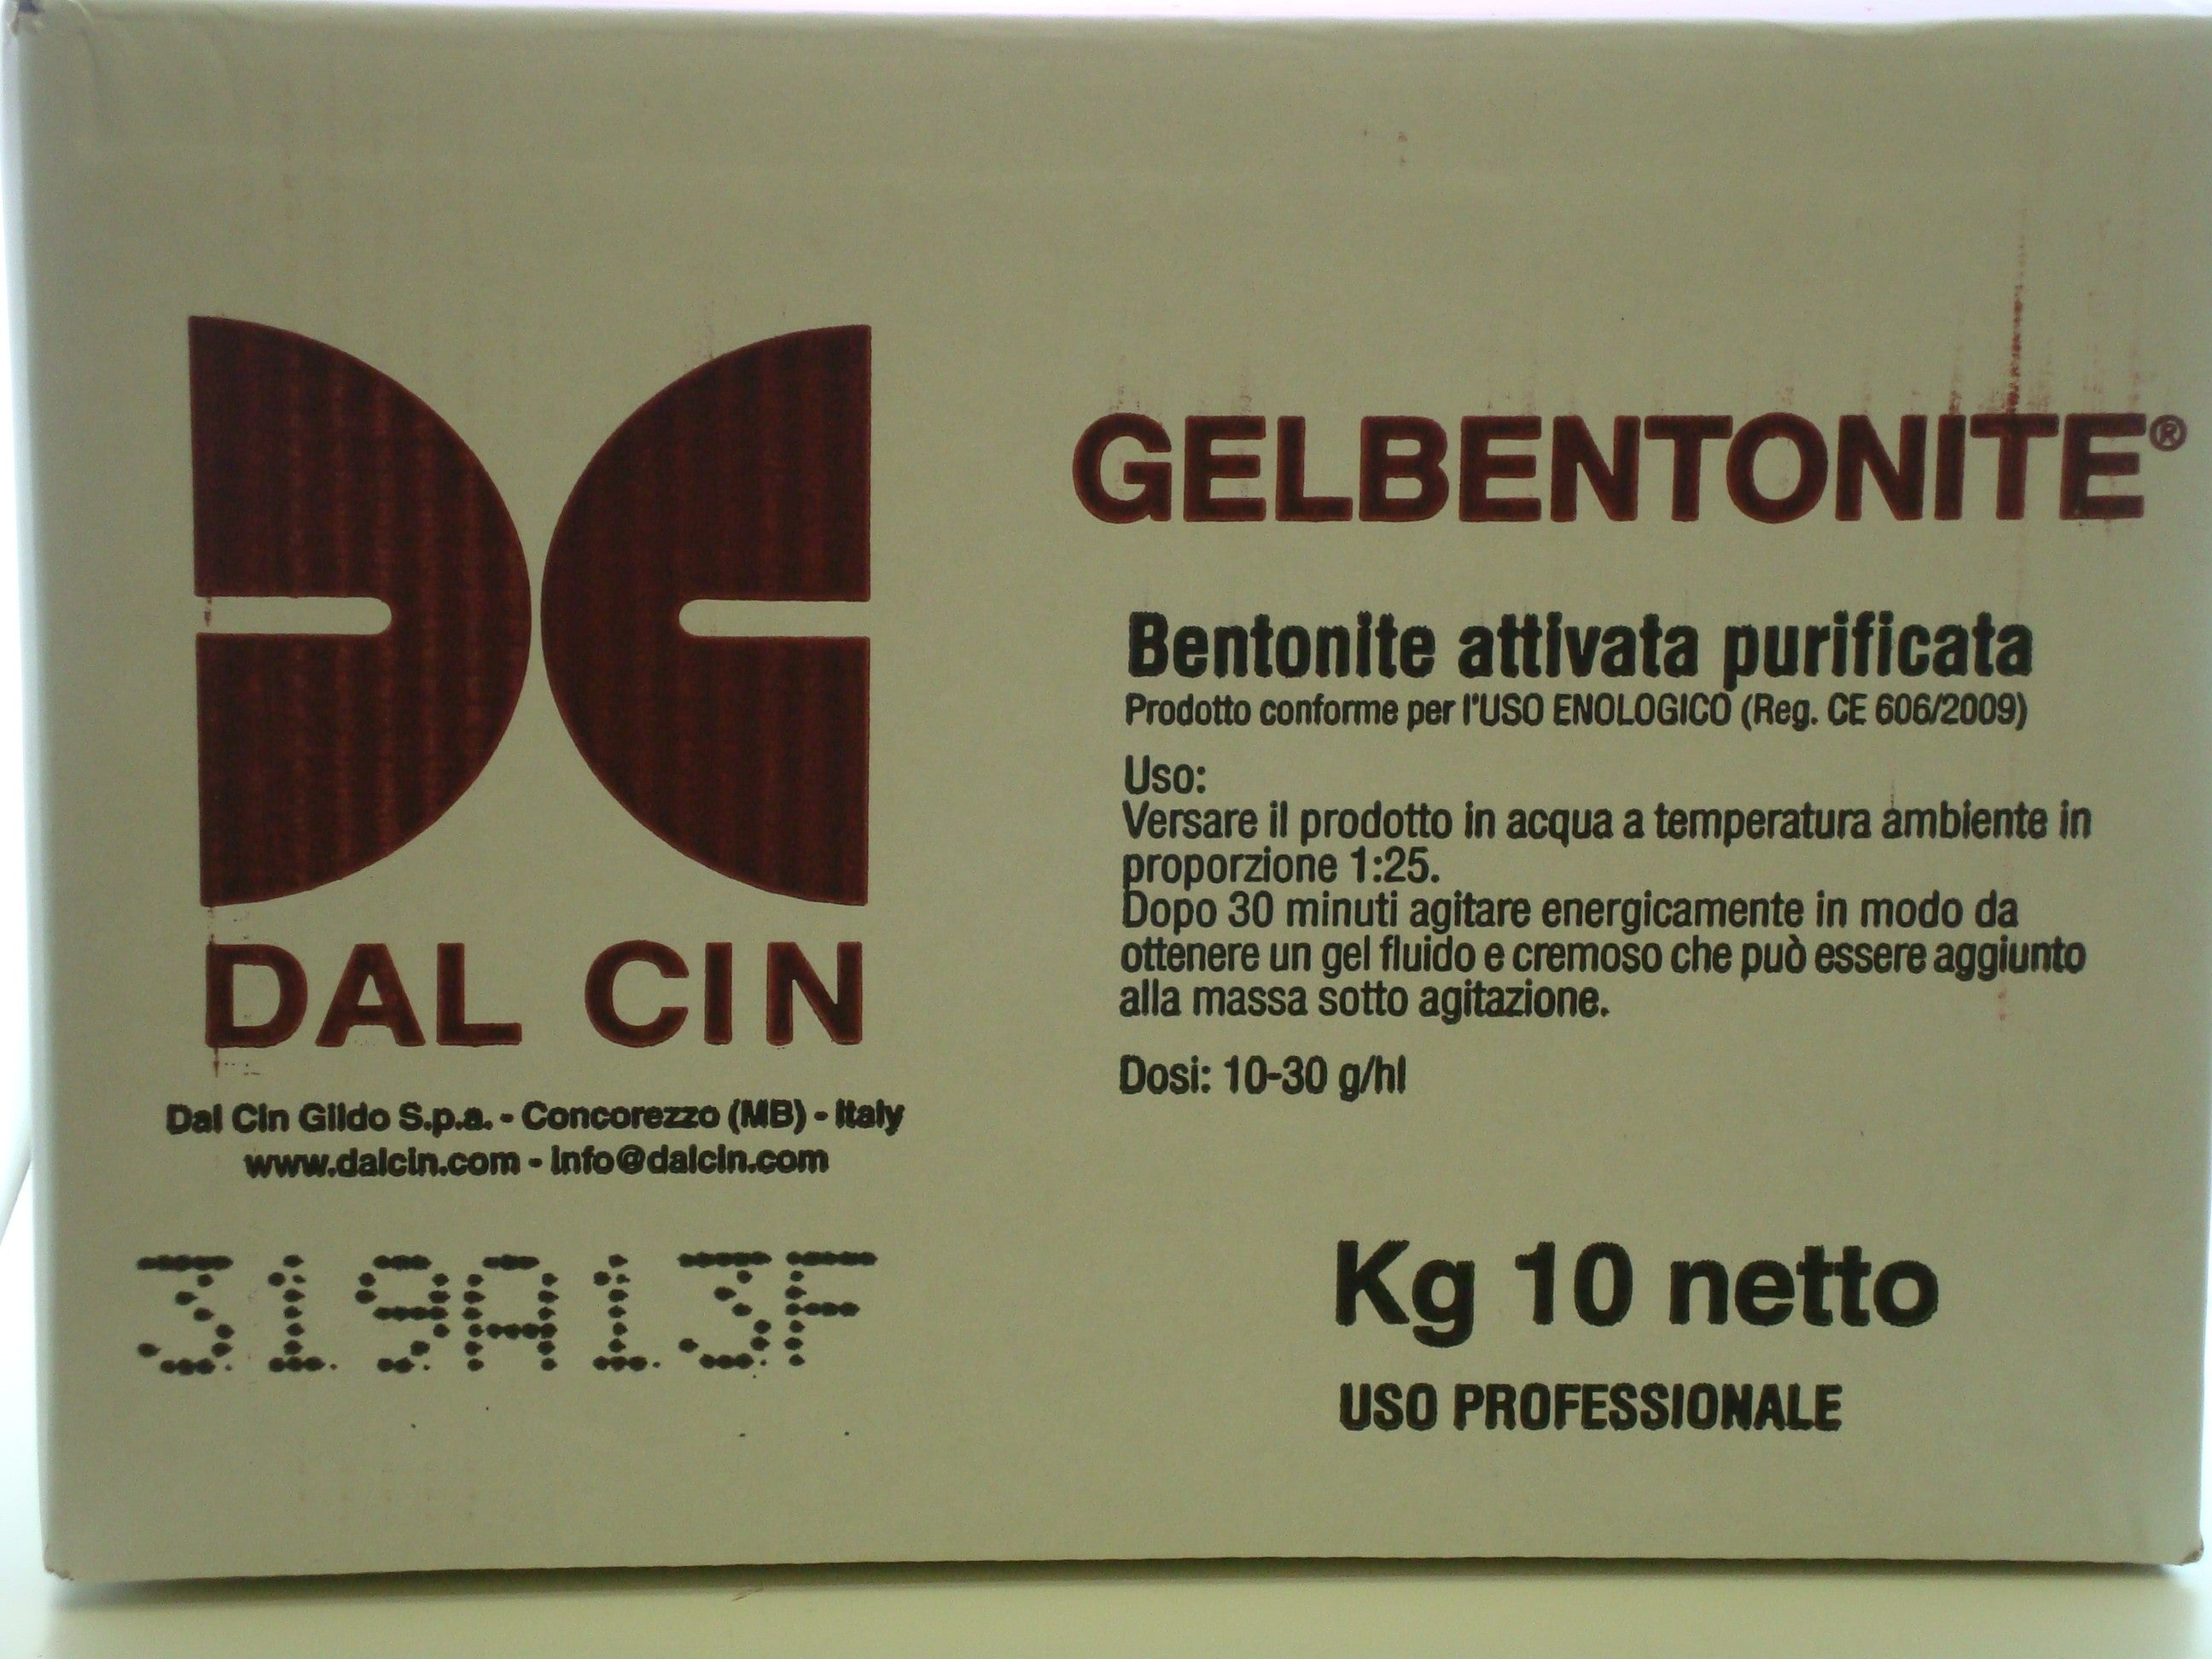 GELBENTONITE®
Bentonite attivata purificata
Prodotto conforme per l'USO ENOLOGICO (Reg. CE 606/2009)
Uso:
Versare il prodotto in acqua a temperatura ambiente in
proporzione 1:25.
Dopo 30 minuti agitare energicamente in modo da
ottenere un gel fluido e cremoso che può essere aggiunto
alla massa sotto agitazione.
Dosi: 10-30 g/hl
Kg 10 netto
USO PROFESSIONALE
DAL CIN
Dal Cin Gildo S.p.a. - Concorezzo (MB) - Italy
www.dalcin.com - info@dalcin.com
319A13F